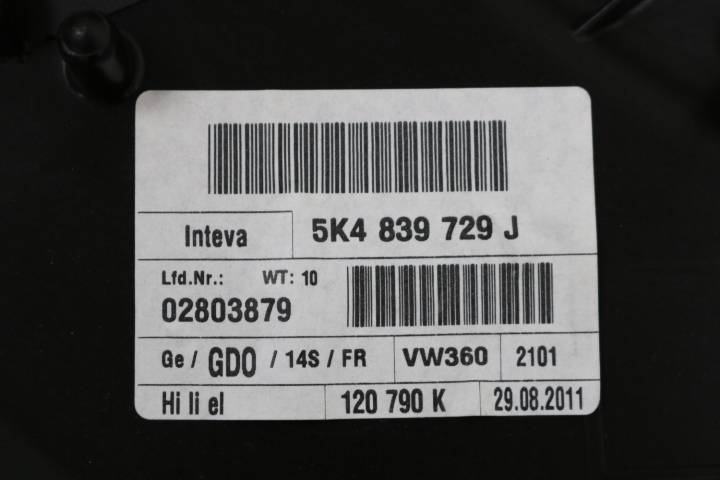 Inteva
5K4 839 729 J
Lfd.Nr.: WT: 10
02803879
Ge / GDO / 14S / FR VW360 2101
Hi li el 120 790 K 29.08.2011